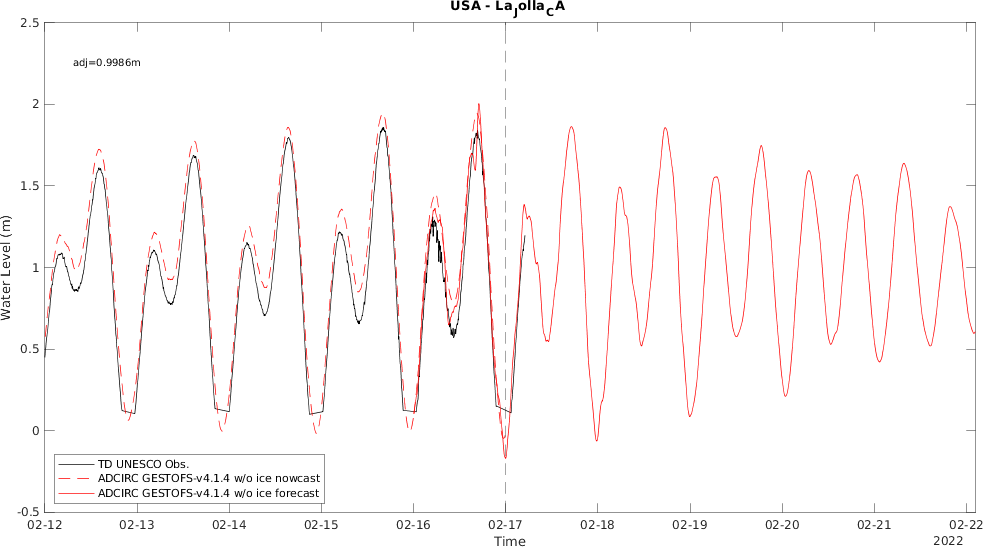 USA - LaJollaCA
adj=0.9986m
Water Level (m)
2.5
2
1.5
1
0.5
0
-0.5
TD UNESCO Obs.
ADCIRC GESTOFS-v4.1.4 w/o ice nowcast
ADCIRC GESTOFS-v4.1.4 w/o ice forecast
02-12 02-13 02-14 02-15 02-16 02-17 02-18 02-19 02-20 02-21 02-22
Time
2022